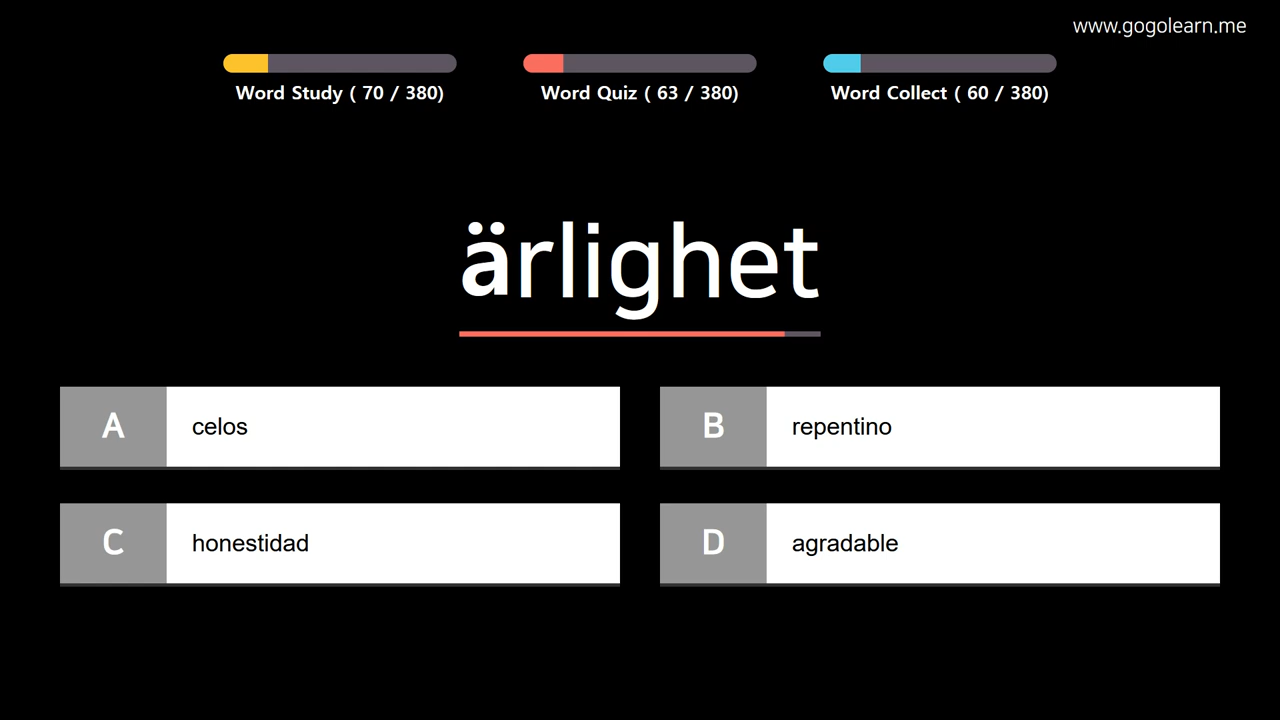 www.gogolearn.me
Word Study ( 70 / 380)
Word Quiz ( 63 / 380)
Word Collect ( 60 / 380)
ärlighet
A celos
B repentino
C honestidad
D agradable